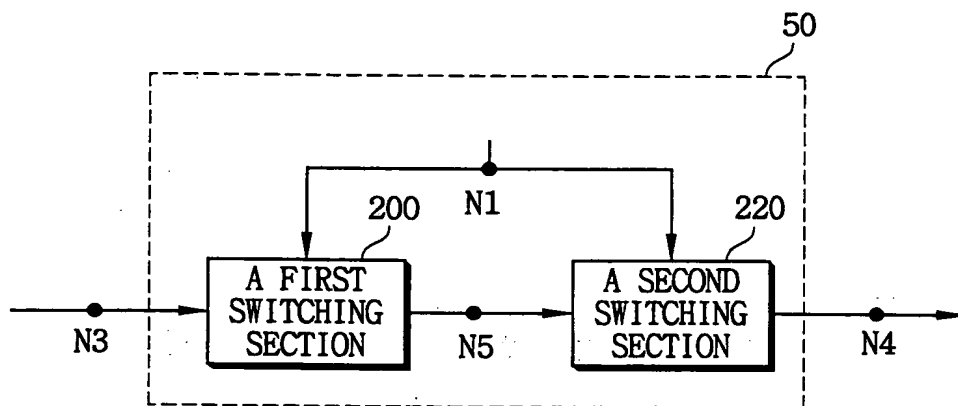 50
N1
200
220
A FIRST
SWITCHING
SECTION
A SECOND
SWITCHING
SECTION
N3
N5
N4